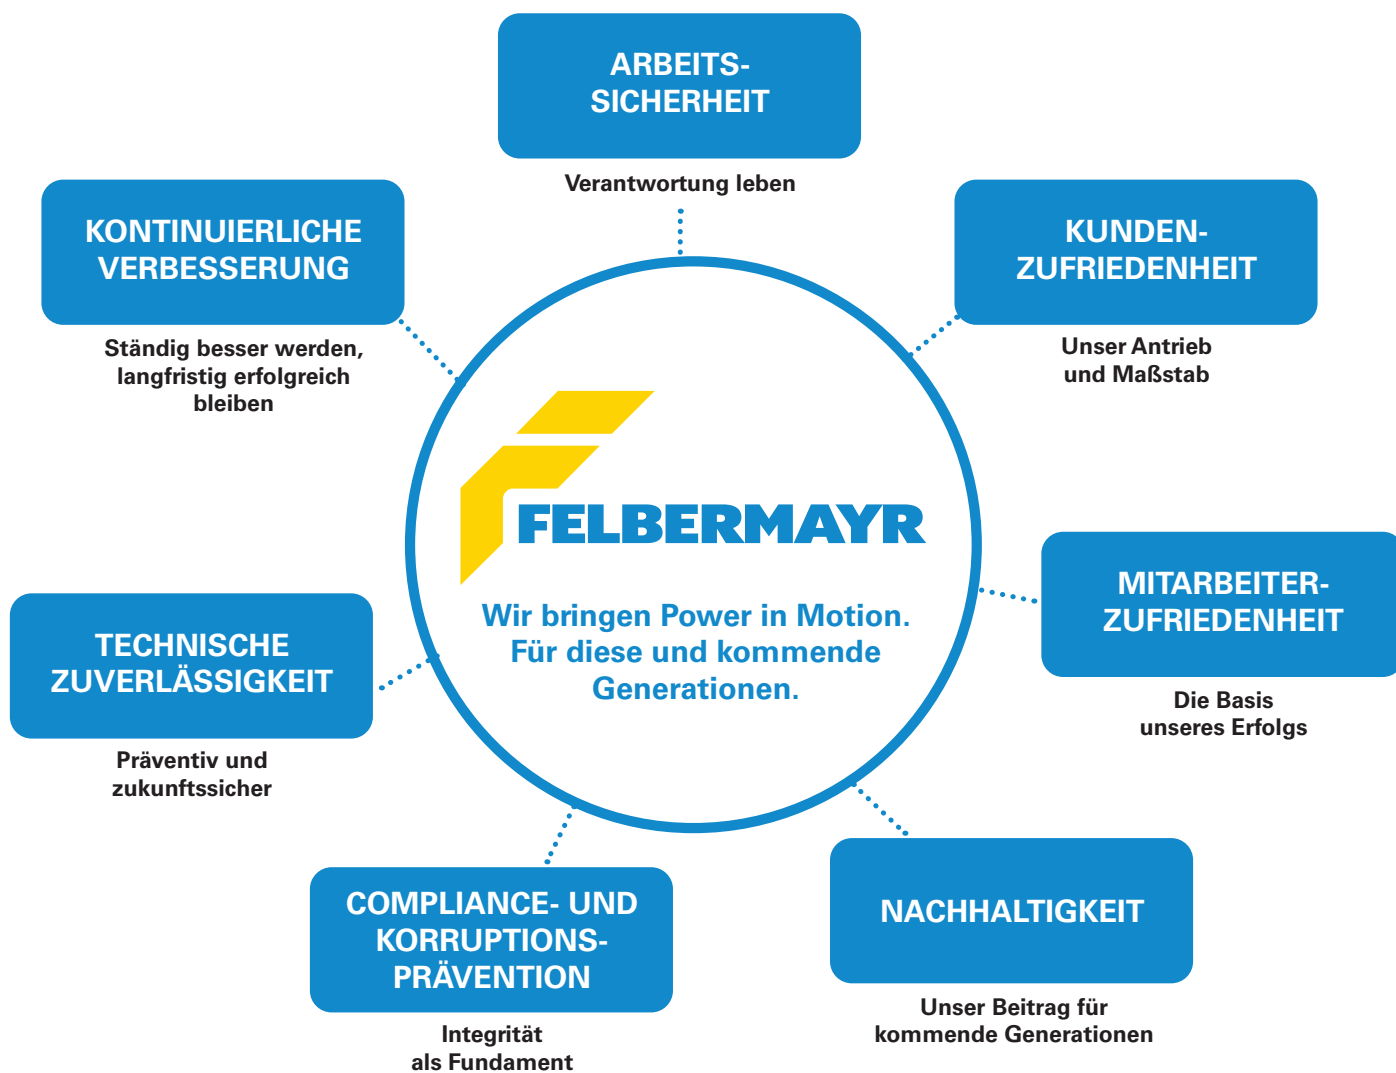 ARBEITS-
SICHERHEIT
Verantwortung leben
KUNDEN-
ZUFRIEDENHEIT
Unser Antrieb
und Maßstab
MITARBEITER-
ZUFRIEDENHEIT
Die Basis
unseres Erfolgs
NACHHALTIGKEIT
Unser Beitrag für
kommende Generationen
COMPLIANCE- UND
KORRUPTIONS-
PRÄVENTION
Integrität
als Fundament
TECHNISCHE
ZUVERLÄSSIGKEIT
Präventiv und
zukunftssicher
KONTINUIERLICHE
VERBESSERUNG
Ständig besser werden,
langfristig erfolgreich
bleiben
FELBERMAYR
Wir bringen Power in Motion.
Für diese und kommende
Generationen.